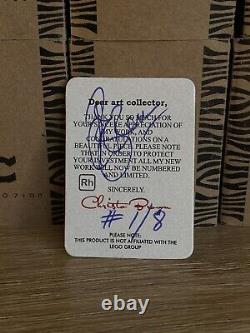 Dear art collector,
THANK YOU SO MUCH FOR
YOUR SINCERE APPRECIATION OF
MY WORK AND
CONGRATULATIONS ON A
BEAUTIFUL PIECE. PLEASE NOTE
THAT IN ORDER TO PROTECT
YOUR INVESTMENT ALL MY NEW
WORK WILL NOW BE NUMBERED
AND LIMITED.
SINCERELY,
Rh
#1/8
PLEASE NOTE:
THIS PRODUCT IS NOT AFFILIATED WITH THE
LEGO GROUP